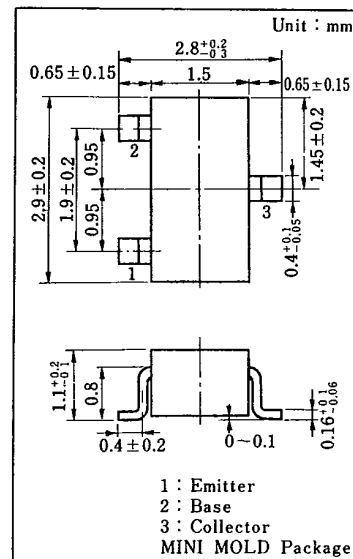 Unit : mm
2.8 +0.2 -0.3
0.65±0.15
1.5
0.65±0.15
2.9±0.2
1.9±0.2
0.95
0.95
2
1
3
1.45±0.2
0.4 +0.1 -0.05
1.1 +0.2 -0.1
0.8
0.4±0.2
0~0.1
0.16 +0.1 -0.06
1 : Emitter
2 : Base
3 : Collector
MINI MOLD Package